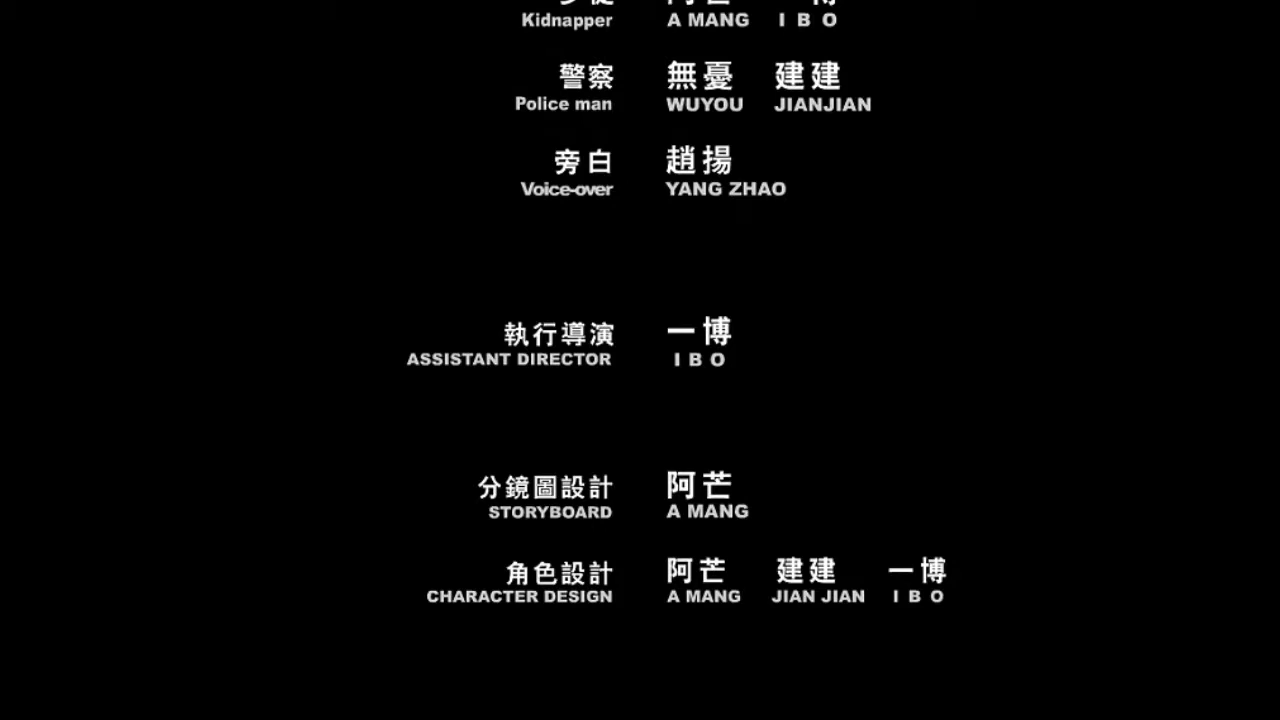 Kidnapper A MANG I B O
警察 無憂 建建
Police man WUYOU JIANJIAN
旁白 趙揚
Voice-over YANG ZHAO
執行導演 一博
ASSISTANT DIRECTOR I B O
分鏡圖設計 阿芒
STORYBOARD A MANG
角色設計 阿芒 建建 一博
CHARACTER DESIGN A MANG JIAN JIAN I B O